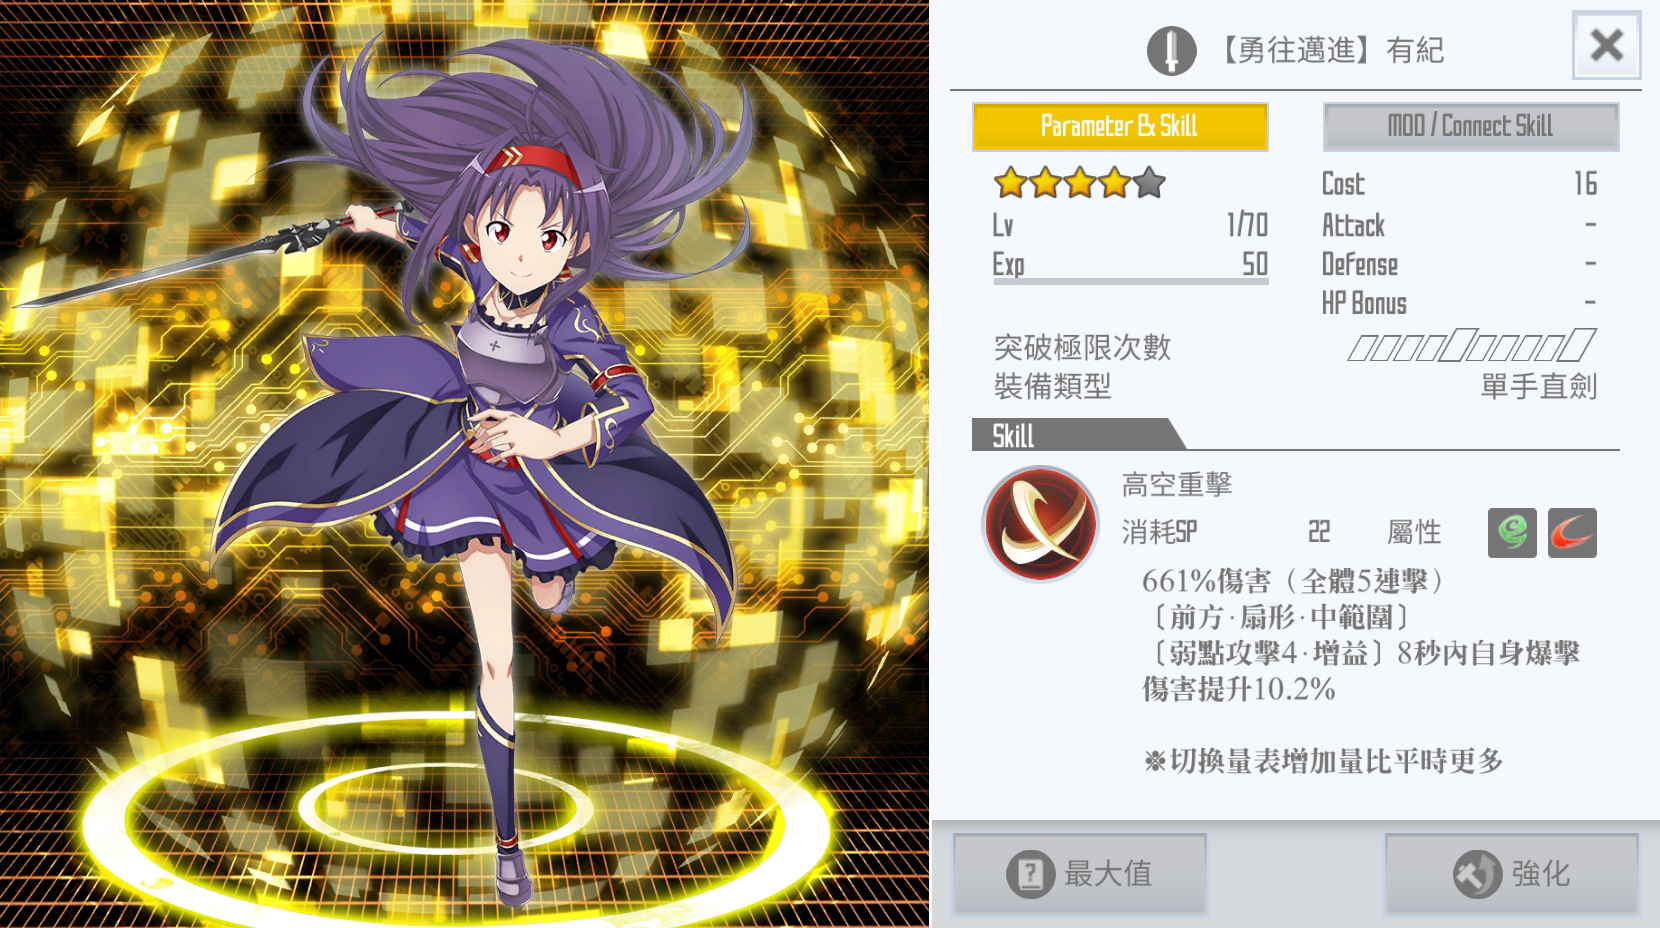 【勇往邁進】有紀
Parameter & Skill
MOD / Connect Skill
Lv 1/70
Exp 50
Cost 16
Attack -
Defense -
HP Bonus -
突破極限次數
裝備類型 單手直劍
Skill
高空重擊
消耗SP 22 屬性
661%傷害（全體5連擊）
〔前方·扇形·中範圍〕
〔弱點攻擊4·增益〕8秒內自身爆擊
傷害提升10.2%
※切換量表增加量比平時更多
最大值
強化